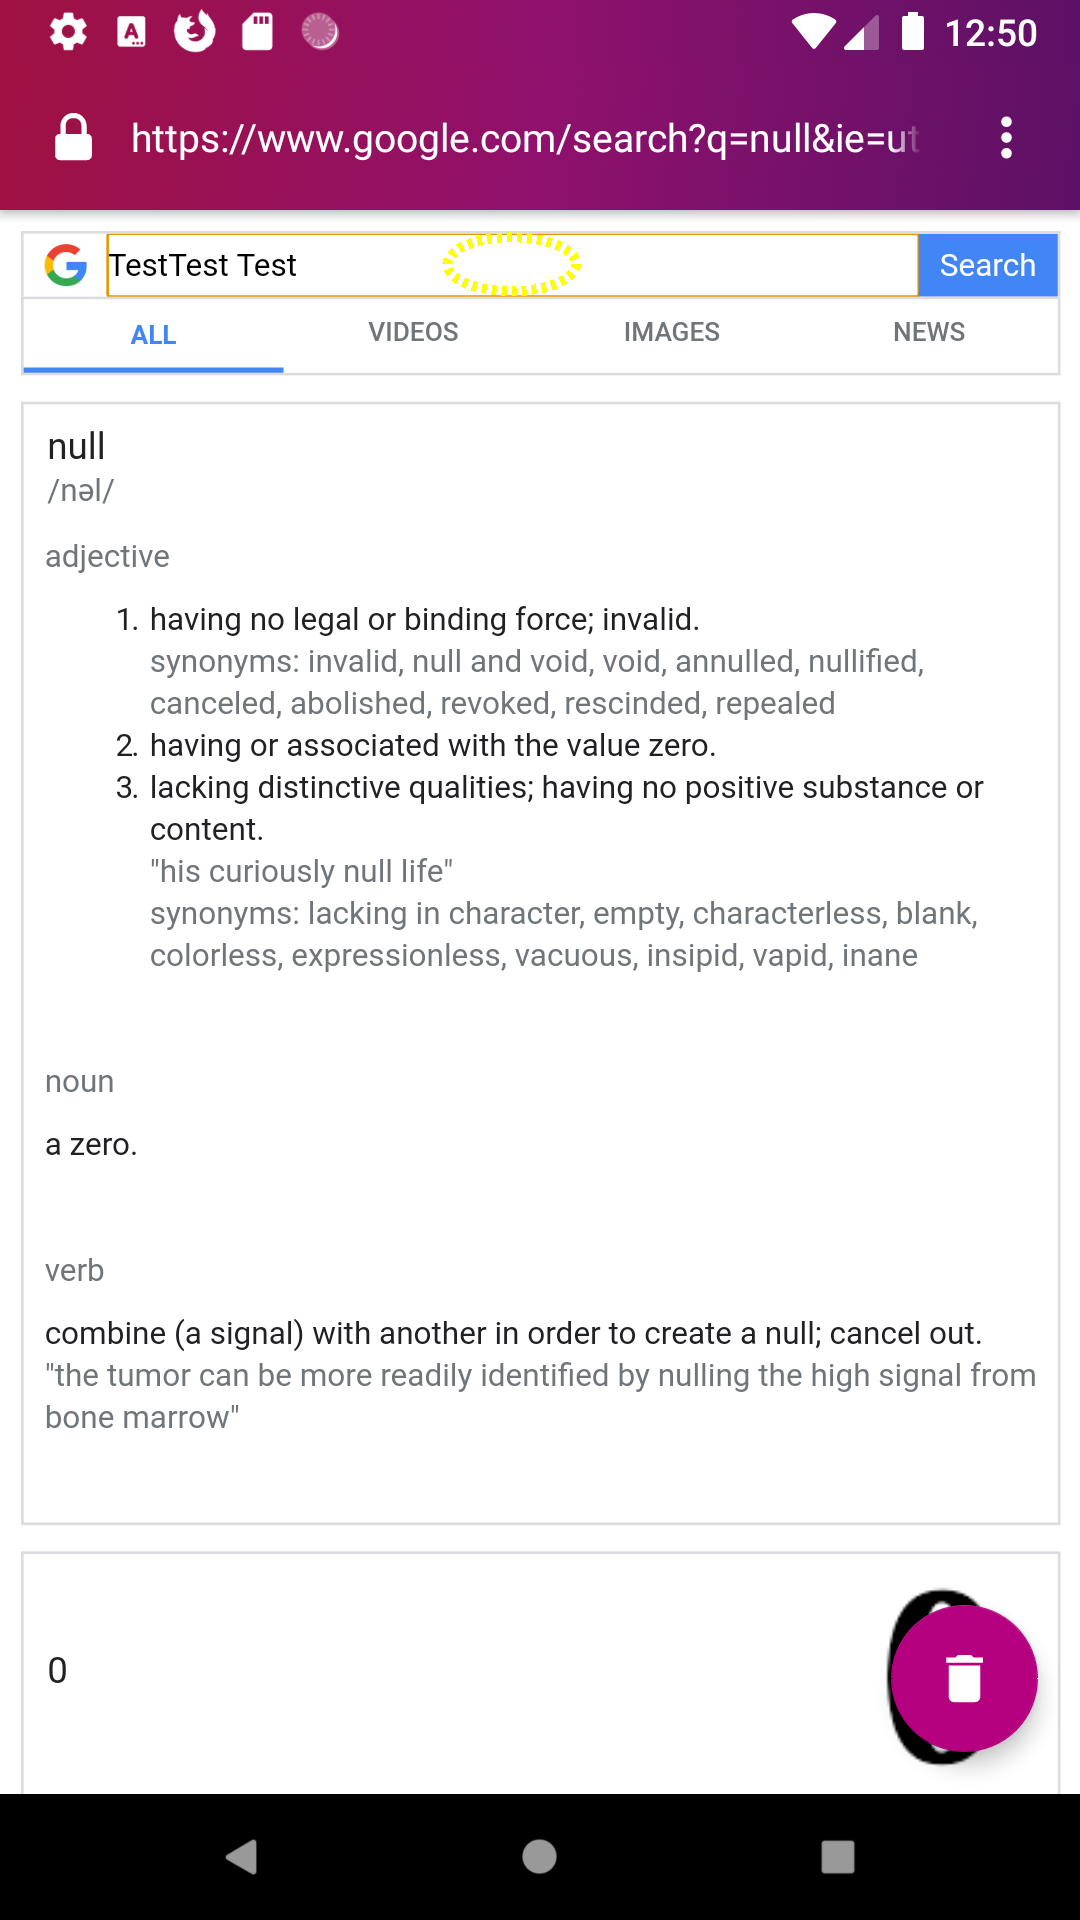 12:50
https://www.google.com/search?q=null&ie=ut
TestTest Test
Search
ALL
VIDEOS
IMAGES
NEWS
null
/nəl/
adjective
1. having no legal or binding force; invalid.
synonyms: invalid, null and void, void, annulled, nullified,
canceled, abolished, revoked, rescinded, repealed
2. having or associated with the value zero.
3. lacking distinctive qualities; having no positive substance or
content.
"his curiously null life"
synonyms: lacking in character, empty, characterless, blank,
colorless, expressionless, vacuous, insipid, vapid, inane
noun
a zero.
verb
combine (a signal) with another in order to create a null; cancel out.
"the tumor can be more readily identified by nulling the high signal from
bone marrow"
0